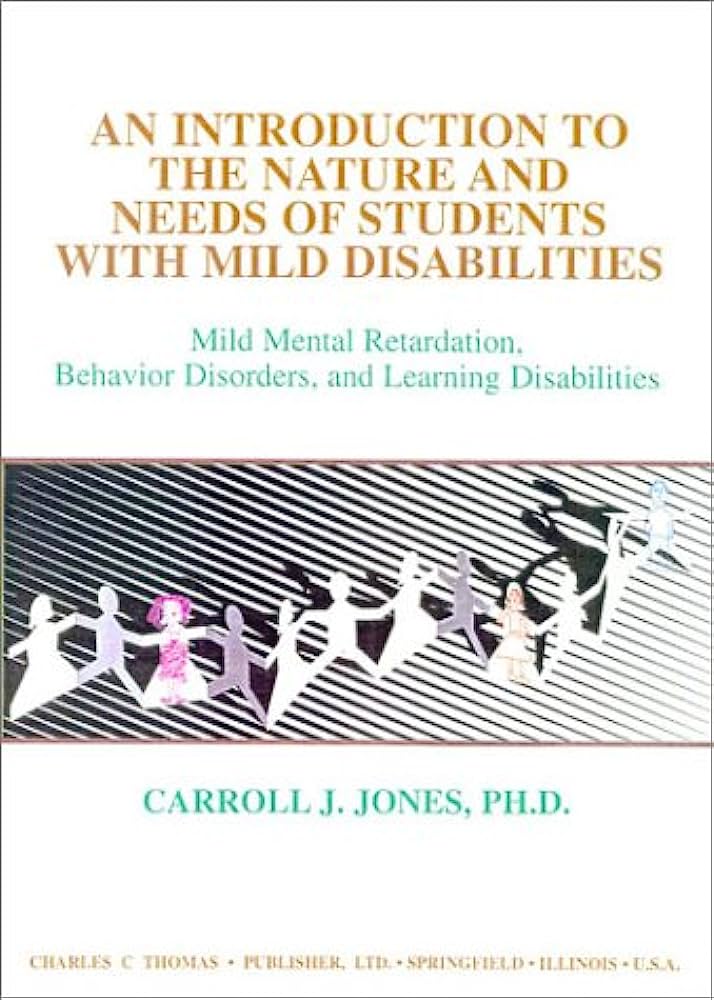 AN INTRODUCTION TO
THE NATURE AND
NEEDS OF STUDENTS
WITH MILD DISABILITIES
Mild Mental Retardation,
Behavior Disorders, and Learning Disabilities
CARROLL J. JONES, PH.D.
CHARLES C THOMAS • PUBLISHER, LTD. • SPRINGFIELD • ILLINOIS • U.S.A.